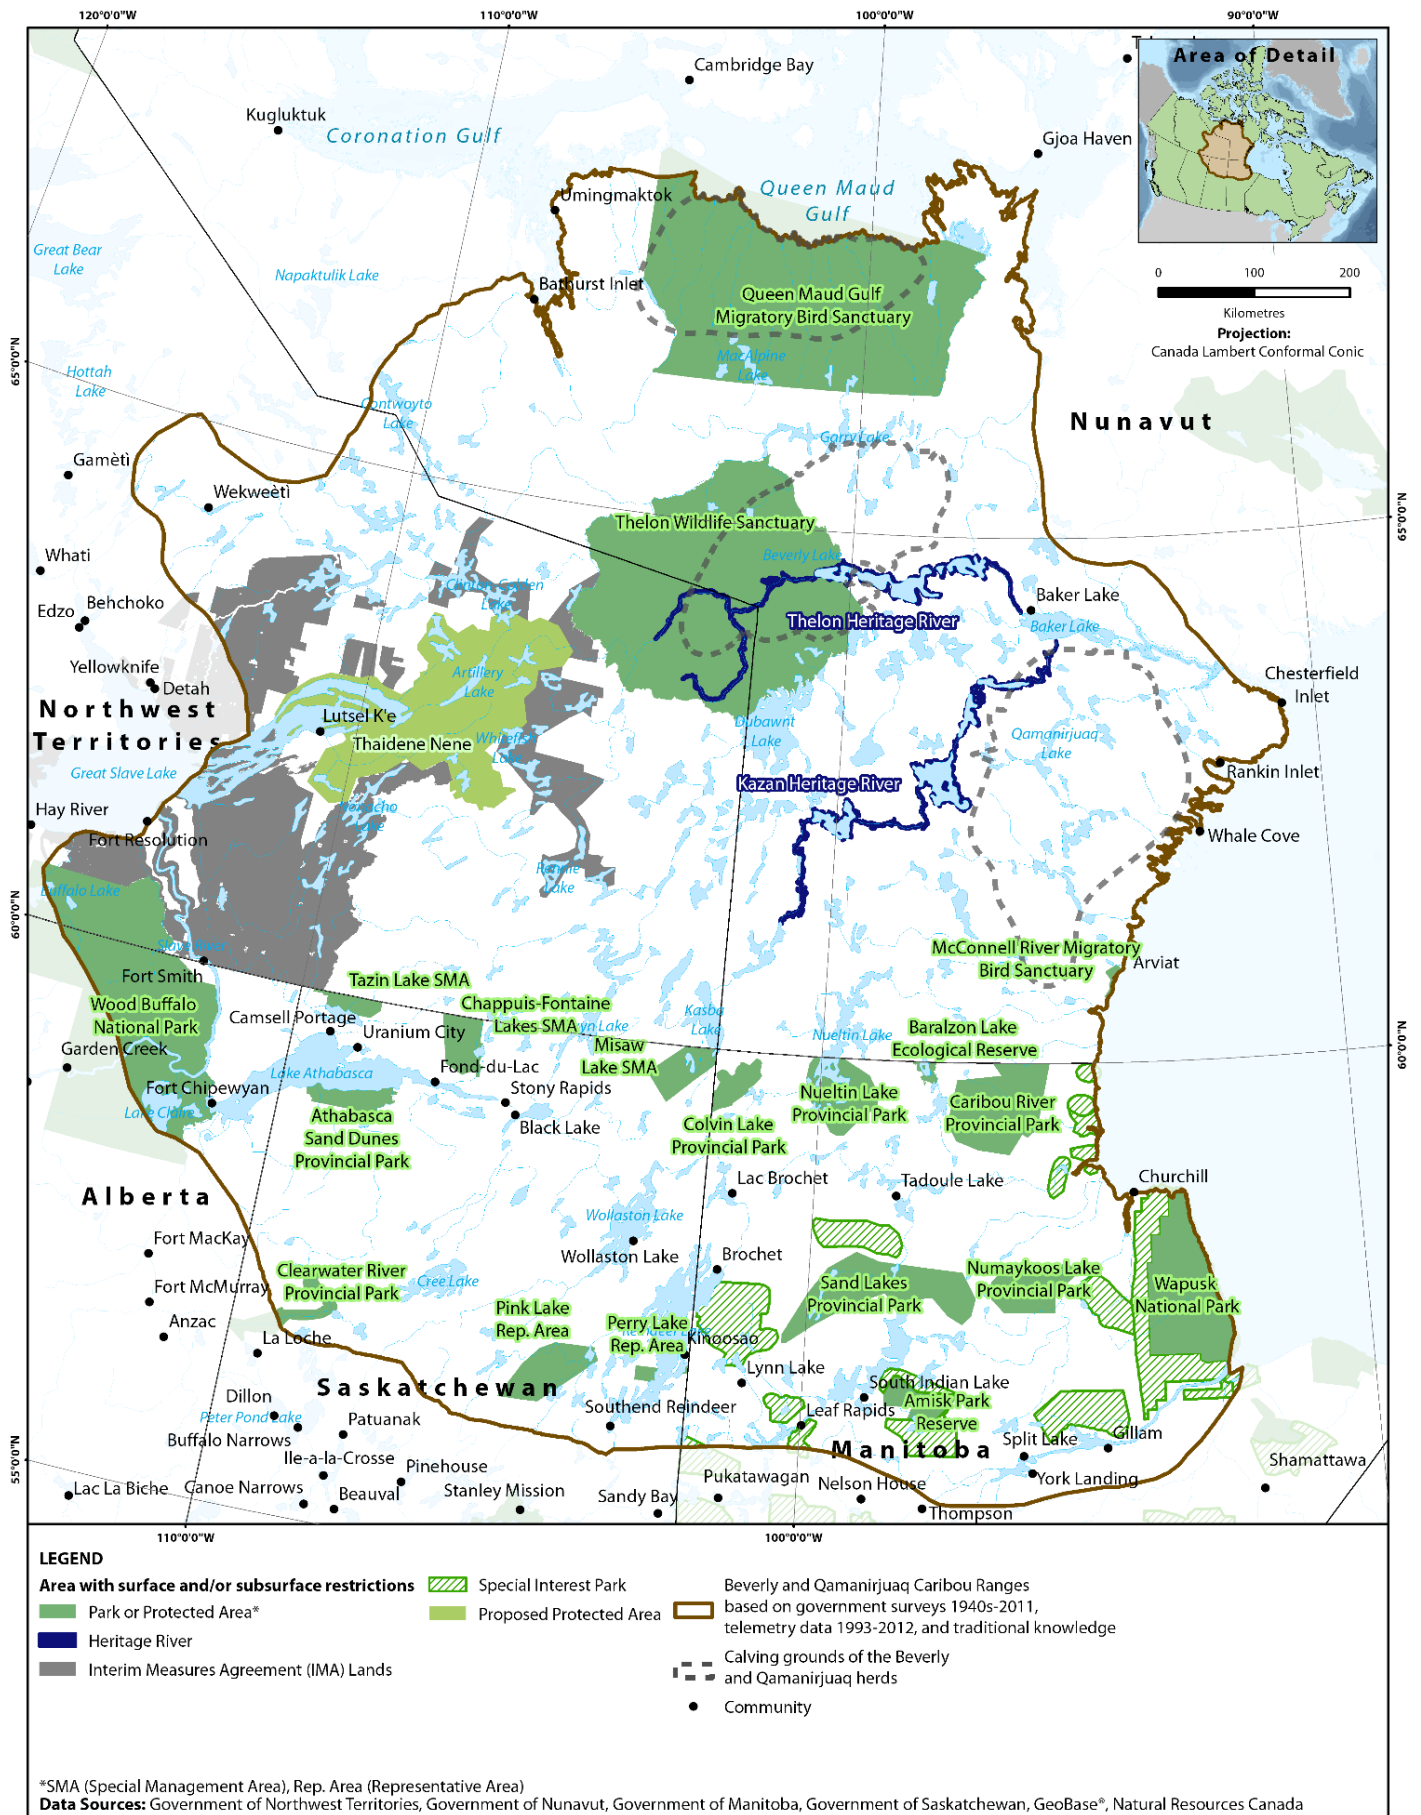 120°0'0"W
110°0'0"W
100°0'0"W
90°0'0"W
Area of Detail
Cambridge Bay
Kugluktuk
Coronation Gulf
Gjoa Haven
Queen Maud
Gulf
Umingmaktok
Great Bear
Lake
Napaktulik Lake
Bathurst Inlet
0
100
200
Kilometres
Projection:
Canada Lambert Conformal Conic
Queen Maud Gulf
Migratory Bird Sanctuary
MacAlpine
Lake
65°0'0"N
Hottah
Lake
Contwoyto
Lake
Nunavut
Garry Lake
Gamètì
Wekweètì
65°0'0"N
Thelon Wildlife Sanctuary
Whati
Beverly Lake
Clinton-Colden
Lake
Edzo
Behchoko
Baker Lake
Baker Lake
Thelon Heritage River
Yellowknife
Detah
Artillery
Lake
Chesterfield
Inlet
Northwest
Territories
Lutsel K'e
Thaidene Nene
Whitefish
Lake
Dubawnt
Lake
Qamanirjuaq
Lake
Great Slave Lake
Rankin Inlet
Kazan Heritage River
Hay River
Nonacho
Lake
Fort Resolution
Whale Cove
Buffalo Lake
Rennie
Lake
60°0'0"N
Slave River
McConnell River Migratory
Bird Sanctuary
Arviat
Fort Smith
Tazin Lake SMA
Wood Buffalo
National Park
Chappuis-Fontaine
Lakes SMA
Kasba
Lake
Camsell Portage
Uranium City
Misaw
Lake SMA
Nueltin Lake
Baralzon Lake
Ecological Reserve
60°0'0"N
Garden Creek
Lake Athabasca
Fond-du-Lac
Fort Chipewyan
Stony Rapids
Nueltin Lake
Provincial Park
Caribou River
Provincial Park
Lake Claire
Athabasca
Sand Dunes
Provincial Park
Black Lake
Colvin Lake
Provincial Park
Alberta
Lac Brochet
Tadoule Lake
Churchill
Wollaston Lake
Fort MacKay
Wollaston Lake
Brochet
Clearwater River
Provincial Park
Cree Lake
Sand Lakes
Provincial Park
Numaykoos Lake
Provincial Park
Wapusk
National Park
Fort McMurray
Pink Lake
Rep. Area
Perry Lake
Rep. Area
Anzac
La Loche
Kinoosao
Lynn Lake
South Indian Lake
Saskatchewan
Amisk Park
Reserve
Dillon
Peter Pond Lake
Patuanak
Southend Reindeer
Leaf Rapids
Buffalo Narrows
Manitoba
Split Lake
Gillam
Ile-a-la-Crosse
Pinehouse
Shamattawa
55°0'0"N
Lac La Biche
Canoe Narrows
Beauval
Stanley Mission
Sandy Bay
Pukatawagan
Nelson House
York Landing
Thompson
110°0'0"W
100°0'0"W
LEGEND
Area with surface and/or subsurface restrictions
Park or Protected Area*
Heritage River
Interim Measures Agreement (IMA) Lands
Special Interest Park
Proposed Protected Area
Beverly and Qamanirjuaq Caribou Ranges
based on government surveys 1940s-2011,
telemetry data 1993-2012, and traditional knowledge
Calving grounds of the Beverly
and Qamanirjuaq herds
Community
*SMA (Special Management Area), Rep. Area (Representative Area)
Data Sources: Government of Northwest Territories, Government of Nunavut, Government of Manitoba, Government of Saskatchewan, GeoBase®, Natural Resources Canada